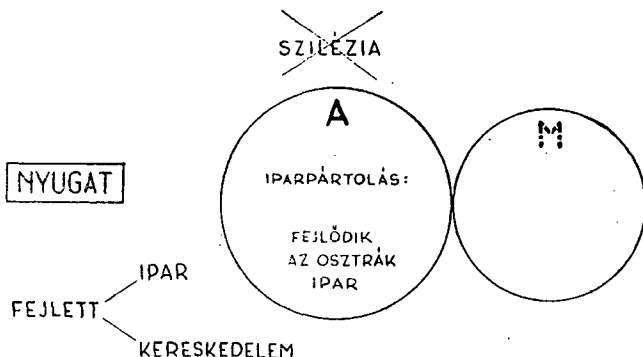 SZILÉZIA
A
M
NYUGAT
IPARPÁRTOLÁS:
FEJLŐDIK
AZ OSZTRÁK
IPAR
IPAR
FEJLETT
KERESKEDELEM